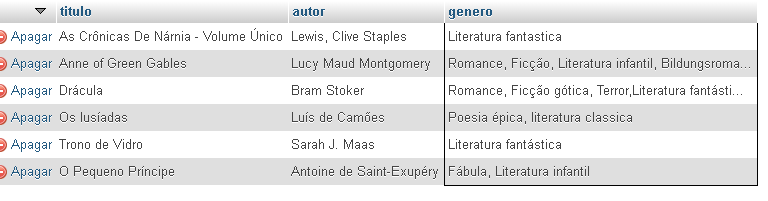 titulo autor genero
Apagar As Crônicas De Nárnia - Volume Único Lewis, Clive Staples Literatura fantastica
Apagar Anne of Green Gables Lucy Maud Montgomery Romance, Ficção, Literatura infantil, Bildungsroma...
Apagar Drácula Bram Stoker Romance, Ficção gótica, Terror,Literatura fantásti...
Apagar Os lusíadas Luís de Camões Poesia épica, literatura classica
Apagar Trono de Vidro Sarah J. Maas Literatura fantástica
Apagar O Pequeno Príncipe Antoine de Saint-Exupéry Fábula, Literatura infantil